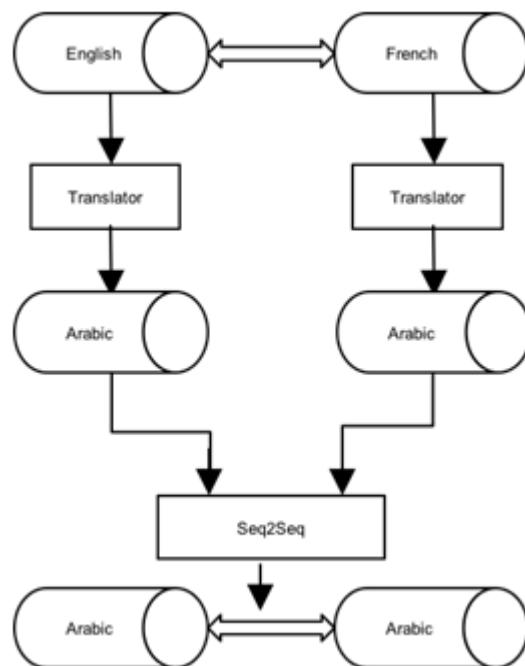 English
French
Translator
Translator
Arabic
Arabic
Seq2Seq
Arabic
Arabic